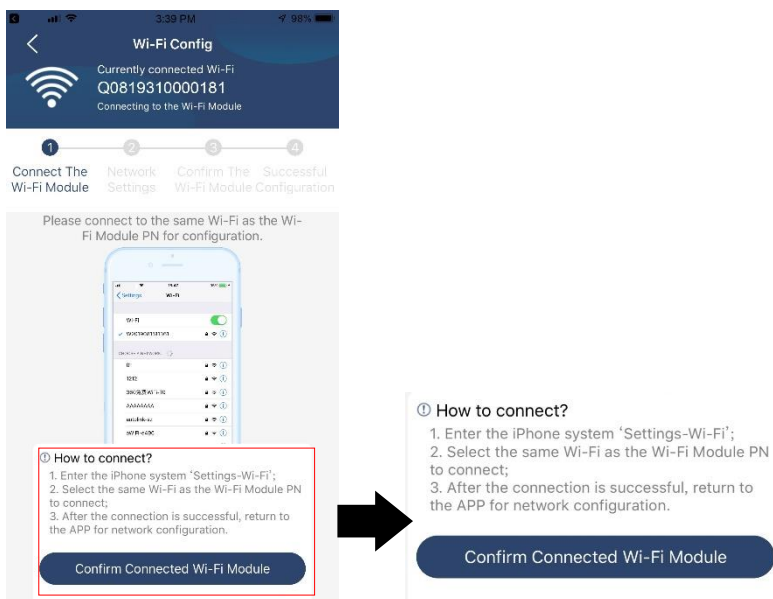 3:39 PM
98%
Wi-Fi Config
Currently connected Wi-Fi
Q0819310000181
Connecting to the Wi-Fi Module
1
2
3
4
Connect The
Wi-Fi Module
Network
Settings
Confirm The
Wi-Fi Module
Successful
Configuration
Please connect to the same Wi-Fi as the Wi-
Fi Module PN for configuration.
Settings
Wi-Fi
Wi-Fi
1212
AAAAAAAA
How to connect?
1. Enter the iPhone system ‘Settings-Wi-Fi’;
2. Select the same Wi-Fi as the Wi-Fi Module PN
to connect;
3. After the connection is successful, return to
the APP for network configuration.
Confirm Connected Wi-Fi Module
How to connect?
1. Enter the iPhone system ‘Settings-Wi-Fi’;
2. Select the same Wi-Fi as the Wi-Fi Module PN
to connect;
3. After the connection is successful, return to
the APP for network configuration.
Confirm Connected Wi-Fi Module